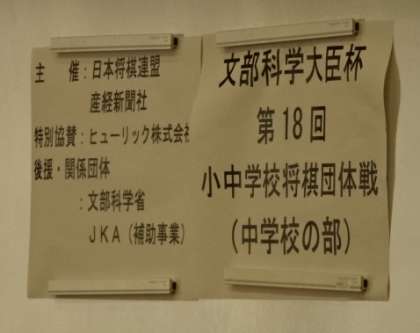 主　催：日本将棋連盟
産経新聞社
特別協賛：ヒューリック株式会社
後援・関係団体
：文部科学省
ＪＫＡ（補助事業）
文部科学大臣杯
第18回
小中学校将棋団体戦
（中学校の部）